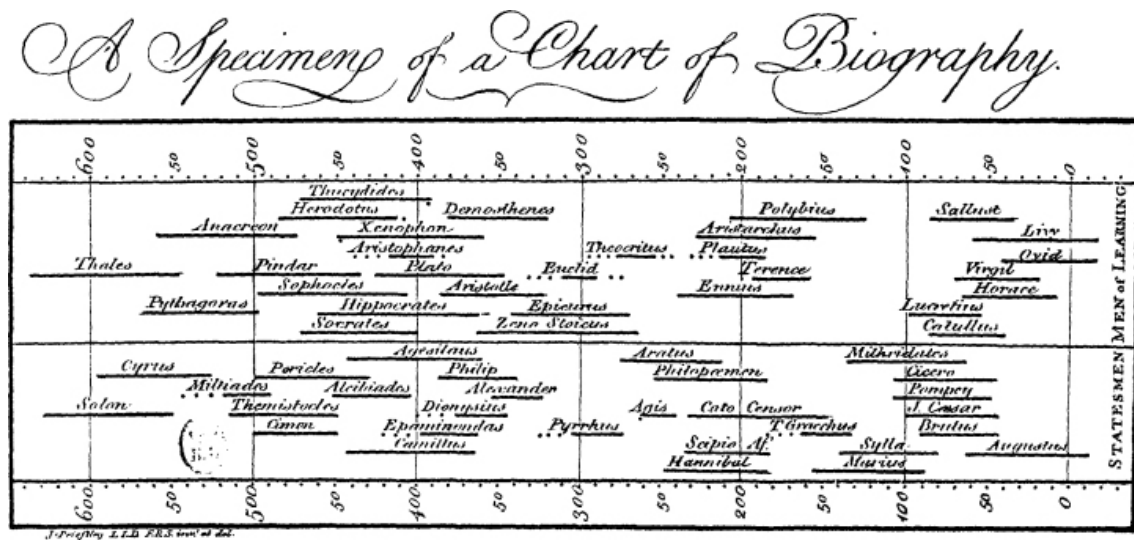 A Specimen of a Chart of Biography.
600 50 500 50 400 50 300 50 200 50 100 50 0
Thucydides
Herodotus Demosthenes Polybius Sallust
Anacreon Xenophon Aristarchus Livy
Aristophanes Theocritus Plautus Ovid
Thales Pindar Plato Euclid Terence Virgil
Sophocles Aristotle Ennius Horace
Pythagoras Hippocrates Epicurus Lucretius
Socrates Zeno Stoicus Catullus
MEN of LEARNING
Agesilaus Aratus Mithridates
Cyrus Pericles Philip Philopœmen Cicero
Miltiades Alcibiades Alexander Pompey
Solon Themistocles Dionysius Agis Cato Censor J. Cæsar
Cimon Epaminondas Pyrrhus T Gracchus Brutus
Camillus Scipio Af. Sylla Augustus
Hannibal Marius
STATESMEN
600 50 500 50 400 50 300 50 200 50 100 50 0
J. Priestley L.L.D. F.R.S. inv.t et del.